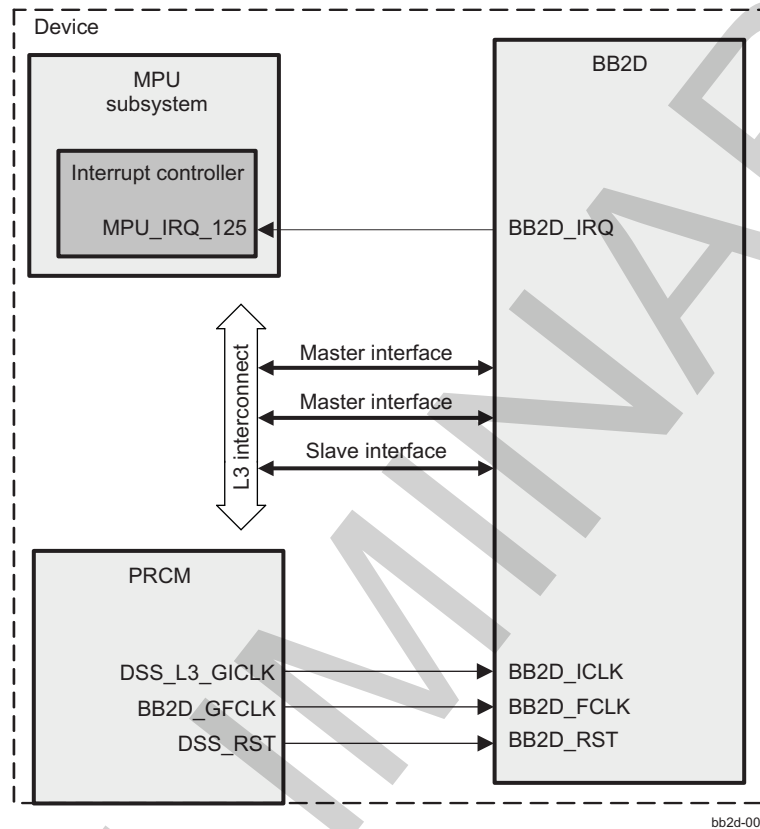 Device
MPU
subsystem
Interrupt controller
MPU_IRQ_125
BB2D
BB2D_IRQ
L3 interconnect
Master interface
Master interface
Slave interface
PRCM
DSS_L3_GICLK
BB2D_GFCLK
DSS_RST
BB2D_ICLK
BB2D_FCLK
BB2D_RST
bb2d-00